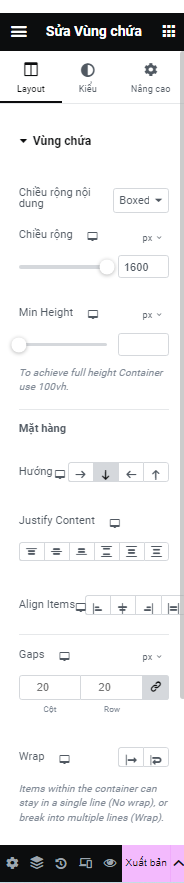 Sửa Vùng chứa
Layout
Kiểu
Nâng cao
Vùng chứa
Chiều rộng nội
dung
Boxed
Chiều rộng
px
1600
Min Height
px
To achieve full height Container
use 100vh.
Mặt hàng
Hướng
Justify Content
Align Items
Gaps
px
20
20
Cột
Row
Wrap
Items within the container can
stay in a single line (No wrap), or
break into multiple lines (Wrap).
Xuất bản